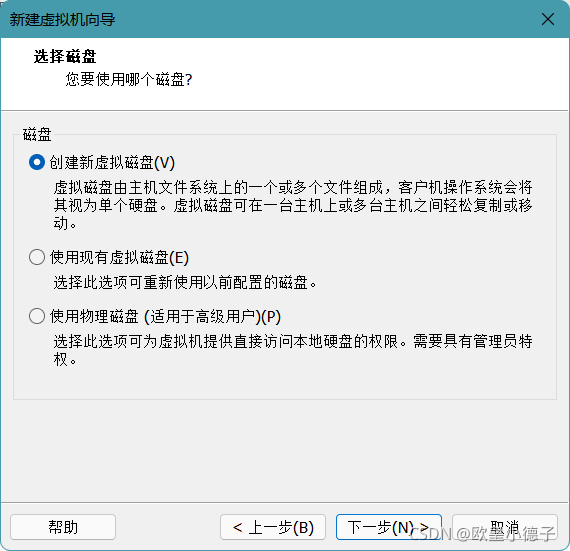 新建虚拟机向导
选择磁盘
您要使用哪个磁盘?
磁盘
创建新虚拟磁盘(V)
虚拟磁盘由主机文件系统上的一个或多个文件组成，客户机操作系统会将
其视为单个硬盘。虚拟磁盘可在一台主机上或多台主机之间轻松复制或移
动。
使用现有虚拟磁盘(E)
选择此选项可重新使用以前配置的磁盘。
使用物理磁盘 (适用于高级用户)(P)
选择此选项可为虚拟机提供直接访问本地硬盘的权限。需要具有管理员特
权。
帮助
< 上一步(B)
下一步(N) >
取消
CSDN @欧皇小德子